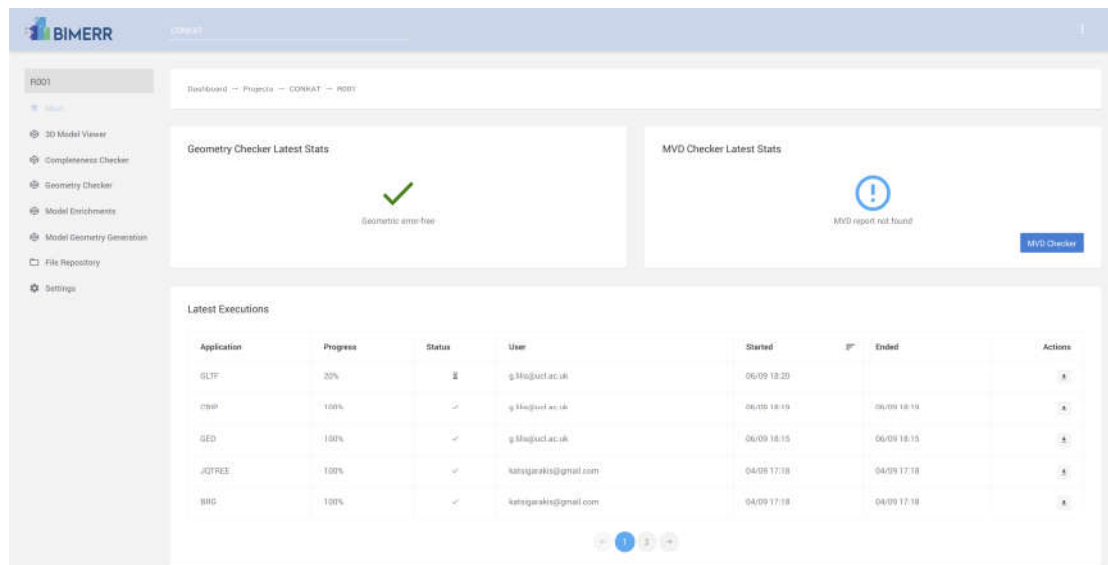 BIMERR
CONKAT
R001
Main
3D Model Viewer
Completeness Checker
Geometry Checker
Model Enrichments
Model Geometry Generation
File Repository
Settings
Dashboard — Projects — CONKAT — R001
Geometry Checker Latest Stats
Geometric error-free
MVD Checker Latest Stats
MVD report not found
MVD Checker
Latest Executions
Application Progress Status User Started Ended Actions
GLTF 20% g.lilis@ucl.ac.uk 06/09 18:20
100% g.lilis@ucl.ac.uk 06/09 18:19 06/09 18:19
GED 100% g.lilis@ucl.ac.uk 06/09 18:15 06/09 18:15
JQTREE 100% katsigarakis@gmail.com 04/09 17:18 04/09 17:18
100% katsigarakis@gmail.com 04/09 17:18 04/09 17:18
1 2